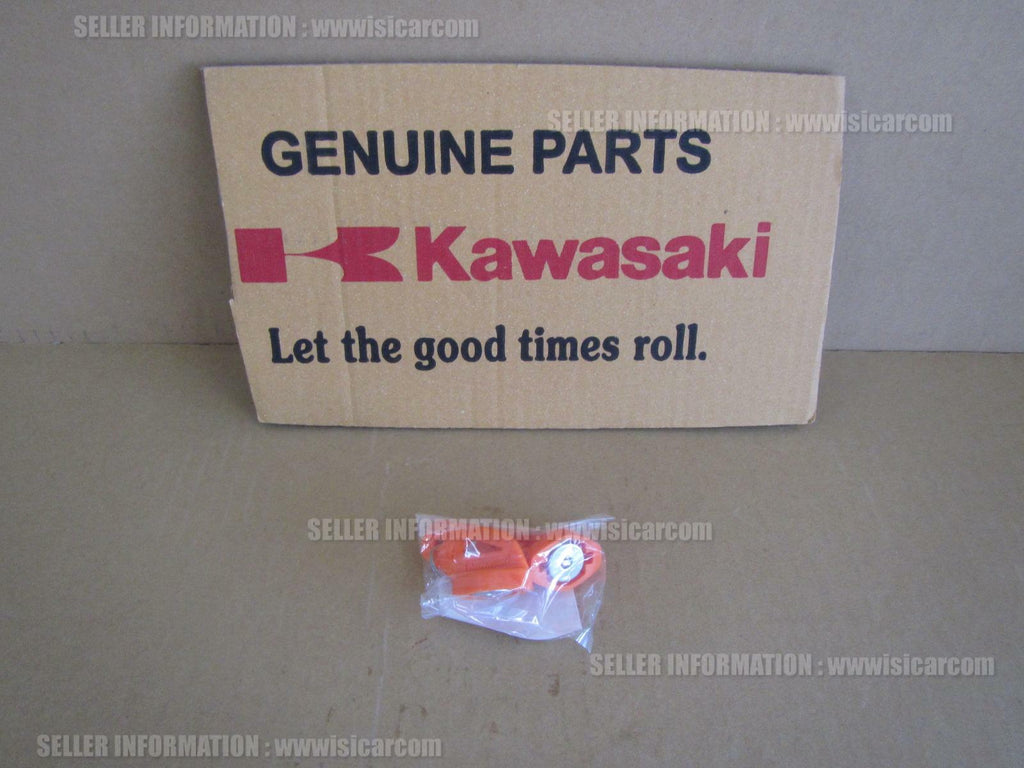 SELLER INFORMATION : wwwisicarcom
SELLER INFORMATION : wwwisicarcom
GENUINE PARTS
Kawasaki
Let the good times roll.
SELLER INFORMATION : wwwisicarcom
SELLER INFORMATION : wwwisicarcom
SELLER INFORMATION : wwwisicarcom